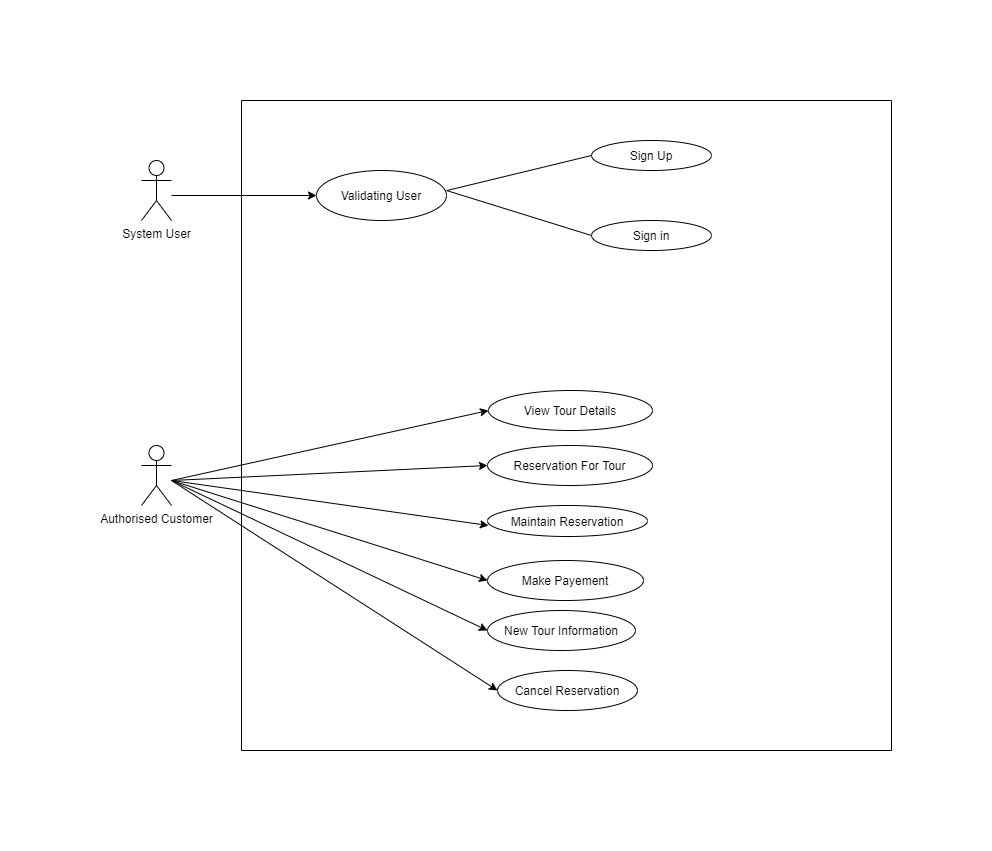 Sign Up
Validating User
System User
Sign in
View Tour Details
Reservation For Tour
Authorised Customer
Maintain Reservation
Make Payement
New Tour Information
Cancel Reservation